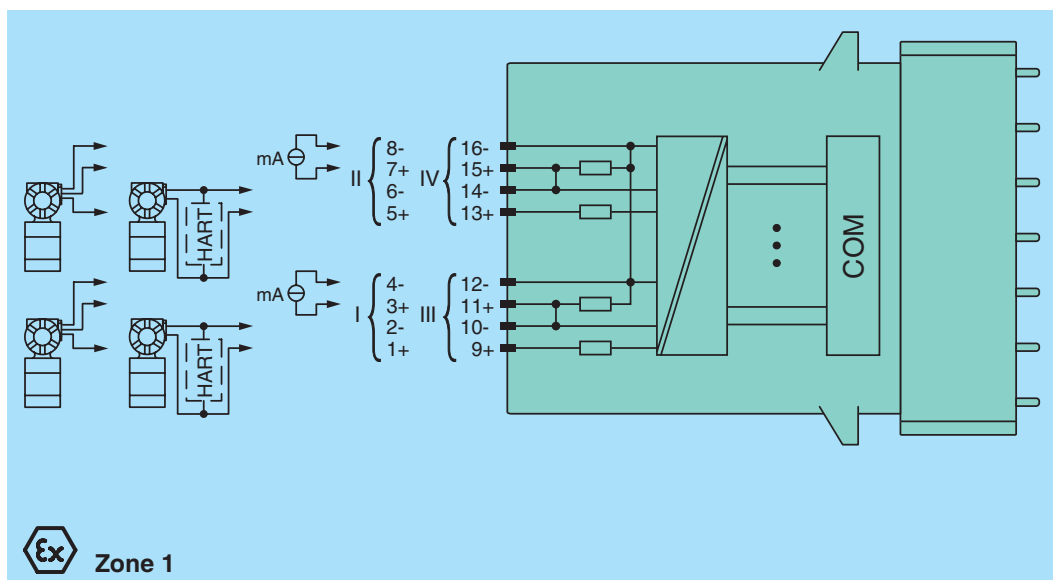 mA
II
8-
7+
6-
5+
IV
16-
15+
14-
13+
HART
mA
I
4-
3+
2-
1+
III
12-
11+
10-
9+
HART
COM
Ex Zone 1